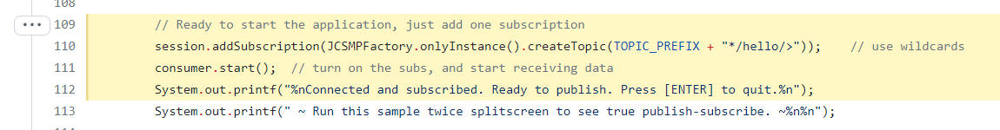 108
109 // Ready to start the application, just add one subscription
110 session.addSubscription(JCSMPFactory.onlyInstance().createTopic(TOPIC_PREFIX + "*/hello/>")); // use wildcards
111 consumer.start(); // turn on the subs, and start receiving data
112 System.out.printf("%nConnected and subscribed. Ready to publish. Press [ENTER] to quit.%n");
113 System.out.printf(" ~ Run this sample twice splitscreen to see true publish-subscribe. ~%n%n");